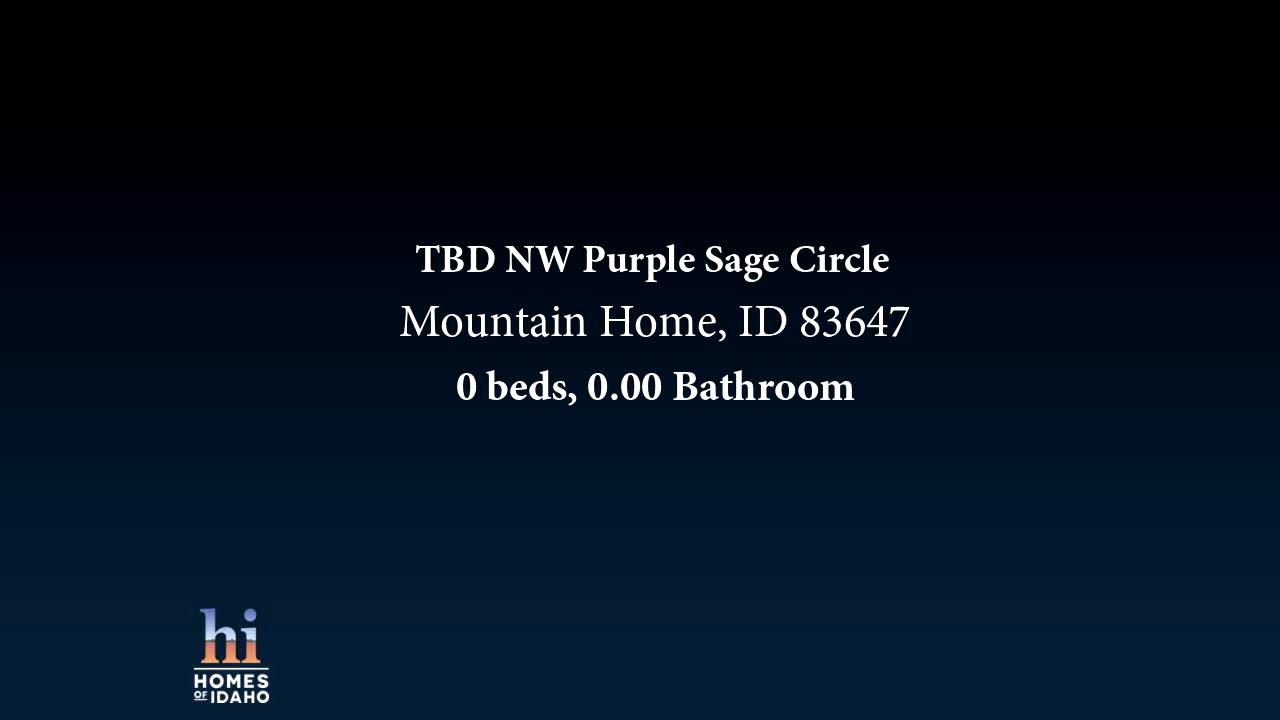 TBD NW Purple Sage Circle
Mountain Home, ID 83647
0 beds, 0.00 Bathroom
hi
HOMES
OF IDAHO